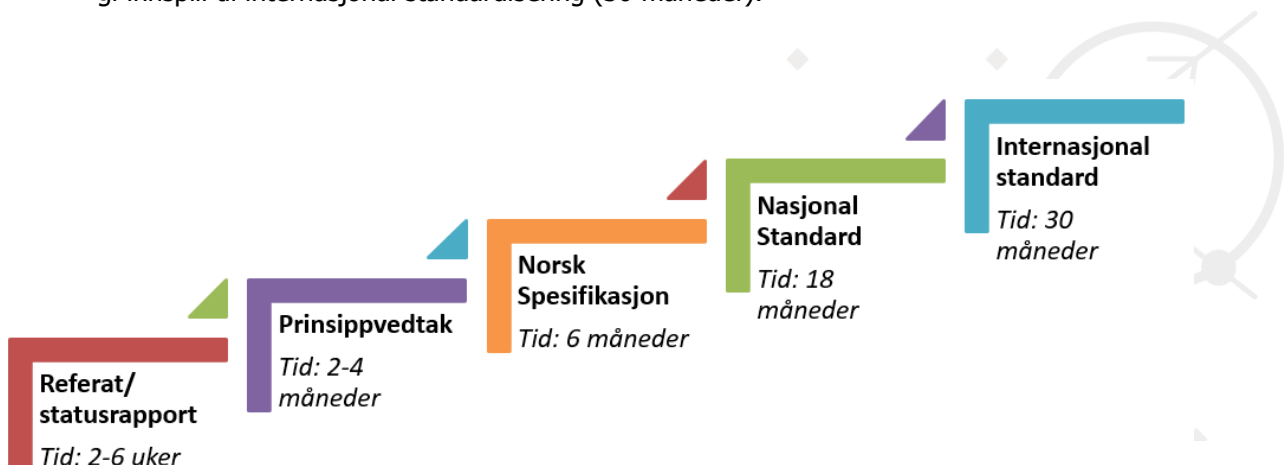 Internasjonal
standard
Tid: 30
måneder
Nasjonal
Standard
Tid: 18
måneder
Norsk
Spesifikasjon
Tid: 6 måneder
Prinsippvedtak
Tid: 2-4
måneder
Referat/
statusrapport
Tid: 2-6 uker